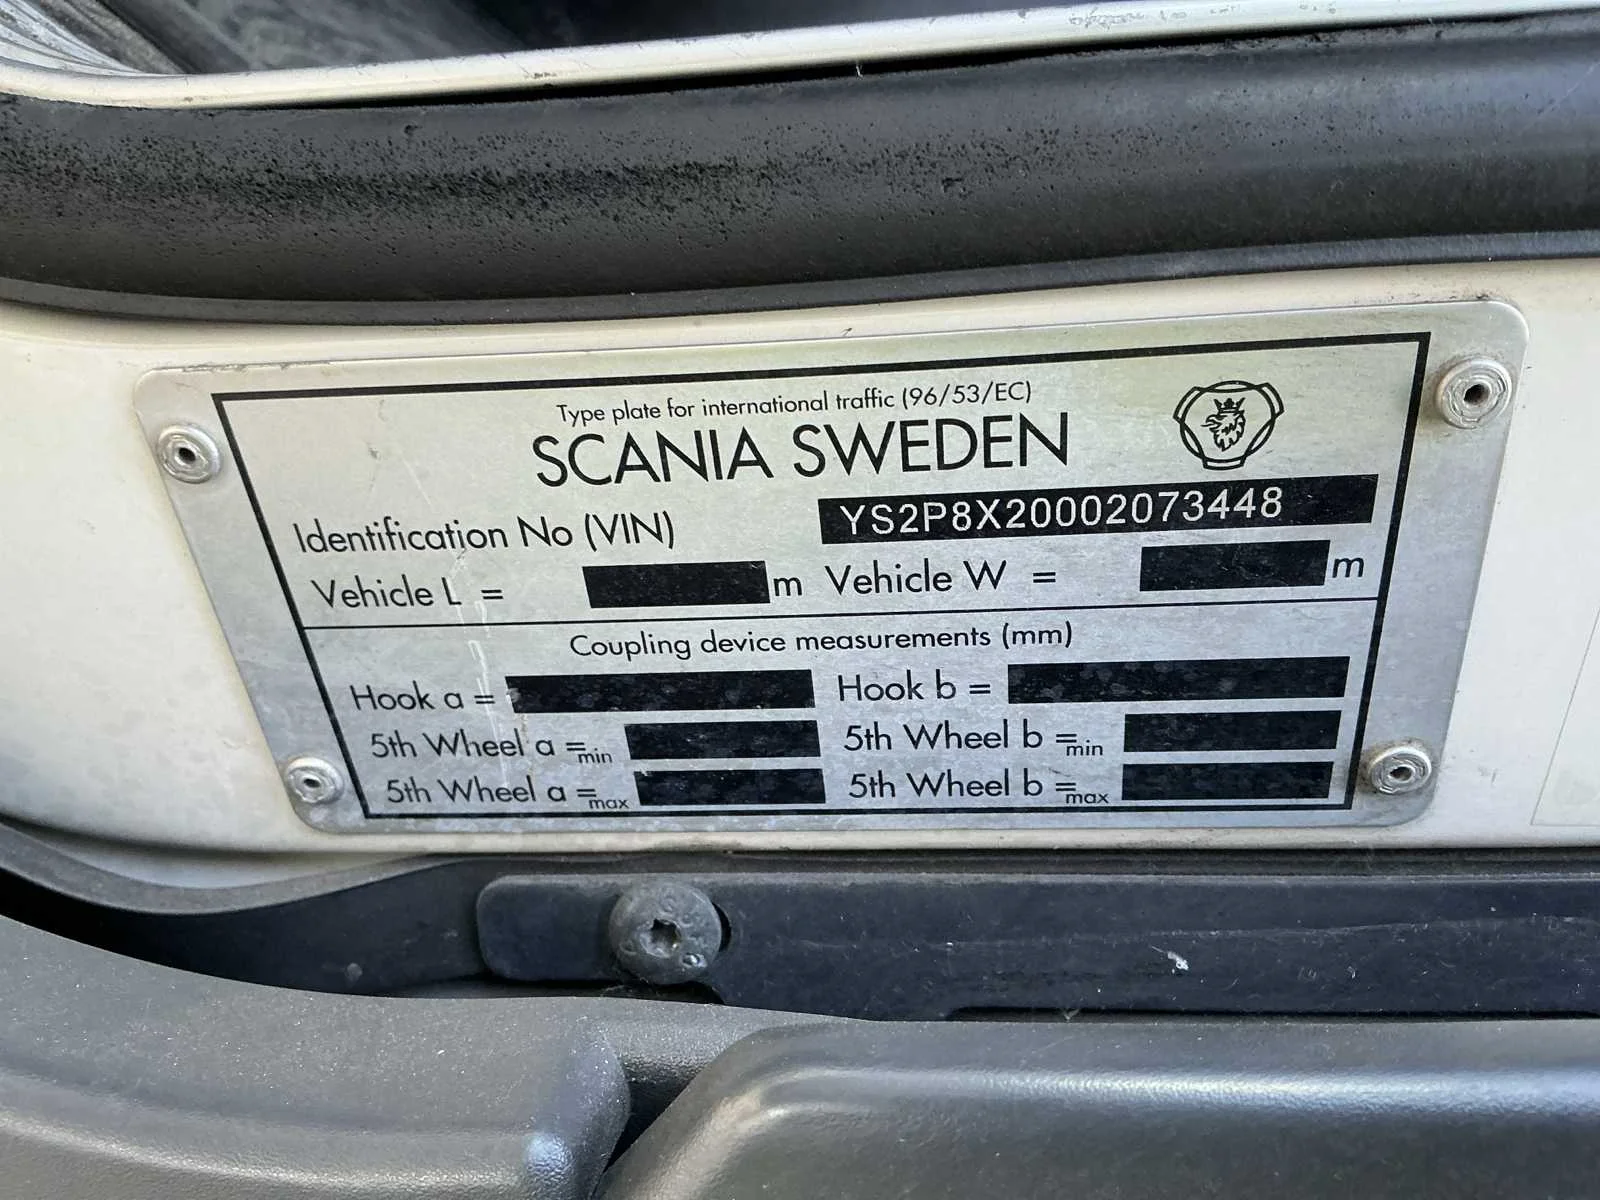 Type plate for international traffic (96/53/EC)
SCANIA SWEDEN
Identification No (VIN) YS2P8X20002073448
Vehicle L = m Vehicle W = m
Coupling device measurements (mm)
Hook a = Hook b =
5th Wheel a =min 5th Wheel b =min
5th Wheel a =max 5th Wheel b =max